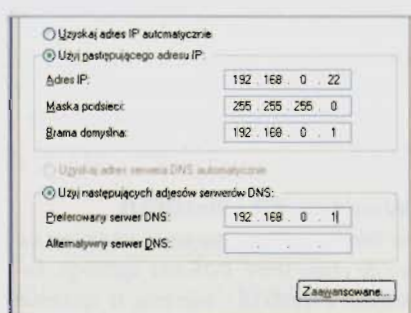 Uzyskaj adres IP automatycznie
Użyj następującego adresu IP:
Adres IP: 192 . 168 . 0 . 22
Maska podsieci: 255 . 255 . 255 . 0
Brama domyślna: 192 . 168 . 0 . 1
Uzyskaj adres serwera DNS automatycznie
Użyj następujących adresów serwerów DNS:
Preferowany serwer DNS: 192 . 168 . 0 . 1
Alternatywny serwer DNS: . . .
Zaawansowane...